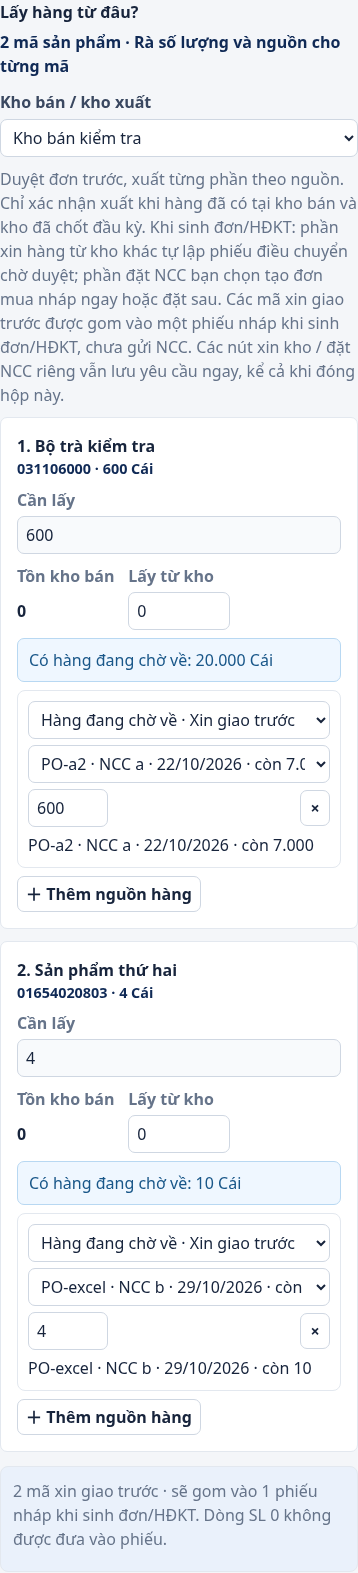 Lấy hàng từ đâu?
2 mã sản phẩm · Rà số lượng và nguồn cho
từng mã
Kho bán / kho xuất
Kho bán kiểm tra
Duyệt đơn trước, xuất từng phần theo nguồn.
Chỉ xác nhận xuất khi hàng đã có tại kho bán và
kho đã chốt đầu kỳ. Khi sinh đơn/HĐKT: phần
xin hàng từ kho khác tự lập phiếu điều chuyển
chờ duyệt; phần đặt NCC bạn chọn tạo đơn
mua nháp ngay hoặc đặt sau. Các mã xin giao
trước được gom vào một phiếu nháp khi sinh
đơn/HĐKT, chưa gửi NCC. Các nút xin kho / đặt
NCC riêng vẫn lưu yêu cầu ngay, kể cả khi đóng
hộp này.
1. Bộ trà kiểm tra
031106000 · 600 Cái
Cần lấy
600
Tồn kho bán Lấy từ kho
0 0
Có hàng đang chờ về: 20.000 Cái
Hàng đang chờ về · Xin giao trước
PO-a2 · NCC a · 22/10/2026 · còn 7.0
600 ×
PO-a2 · NCC a · 22/10/2026 · còn 7.000
+ Thêm nguồn hàng
2. Sản phẩm thứ hai
01654020803 · 4 Cái
Cần lấy
4
Tồn kho bán Lấy từ kho
0 0
Có hàng đang chờ về: 10 Cái
Hàng đang chờ về · Xin giao trước
PO-excel · NCC b · 29/10/2026 · còn
4 ×
PO-excel · NCC b · 29/10/2026 · còn 10
+ Thêm nguồn hàng
2 mã xin giao trước · sẽ gom vào 1 phiếu
nháp khi sinh đơn/HĐKT. Dòng SL 0 không
được đưa vào phiếu.